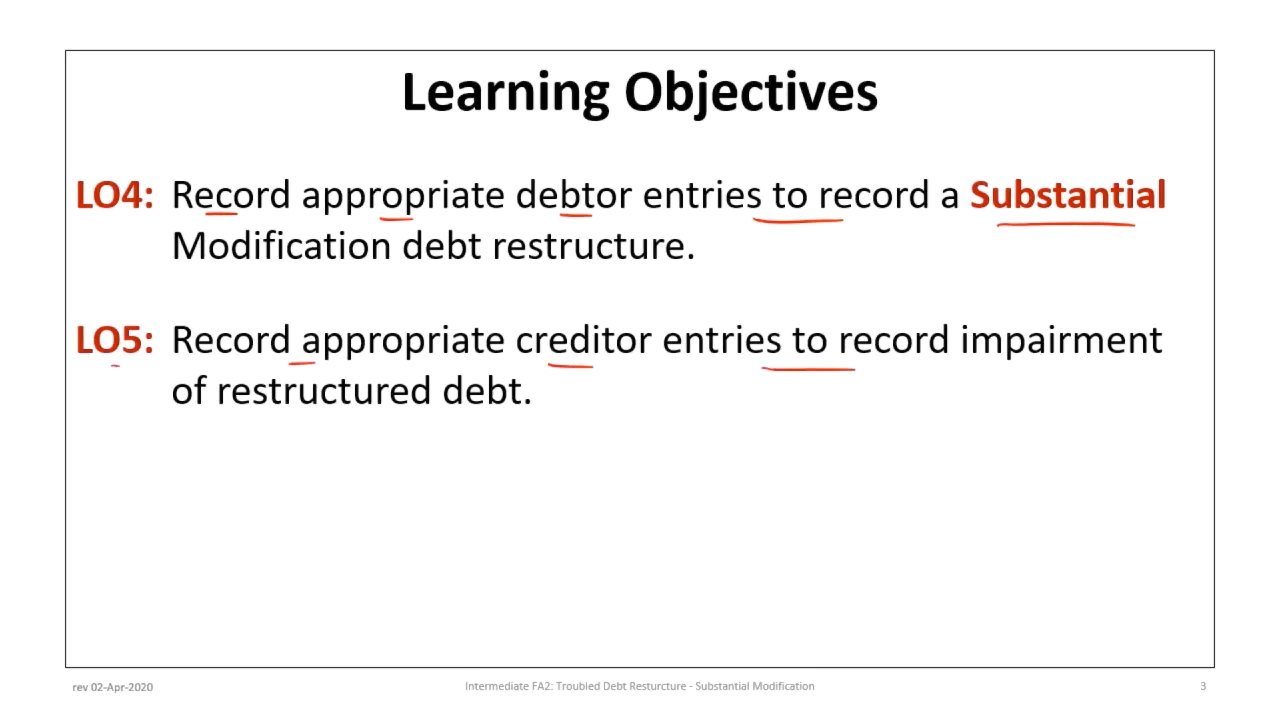 Learning Objectives
LO4: Record appropriate debtor entries to record a Substantial
Modification debt restructure.
LO5: Record appropriate creditor entries to record impairment
of restructured debt.
rev 02-Apr-2020 Intermediate FA2: Troubled Debt Resturcture - Substantial Modification 3